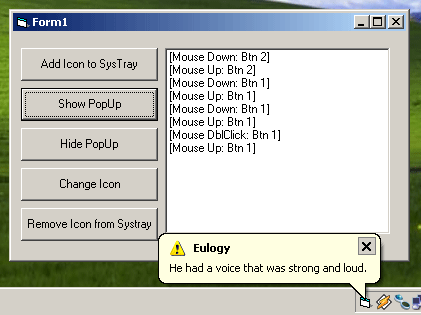 Form1
Add Icon to SysTray
Show PopUp
Hide PopUp
Change Icon
Remove Icon from Systray
[Mouse Down: Btn 2]
[Mouse Up: Btn 2]
[Mouse Down: Btn 1]
[Mouse Up: Btn 1]
[Mouse Down: Btn 1]
[Mouse Up: Btn 1]
[Mouse DblClick: Btn 1]
[Mouse Up: Btn 1]
Eulogy
He had a voice that was strong and loud.